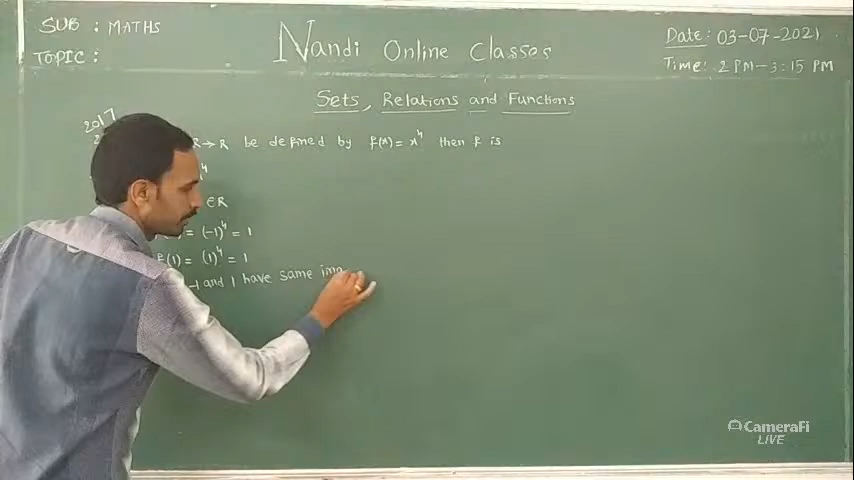 SUB : MATHS
TOPIC :
Nandi Online Classes
Date: 03-07-2021.
Time: 2 PM-3:15 PM
Sets, Relations and Functions
2017
R→R be defined by f(x) = x⁴ then f is
4
∈R
= (-1)⁴ = 1
f(1) = (1)⁴ = 1
-1 and 1 have same ima
CameraFi
LIVE